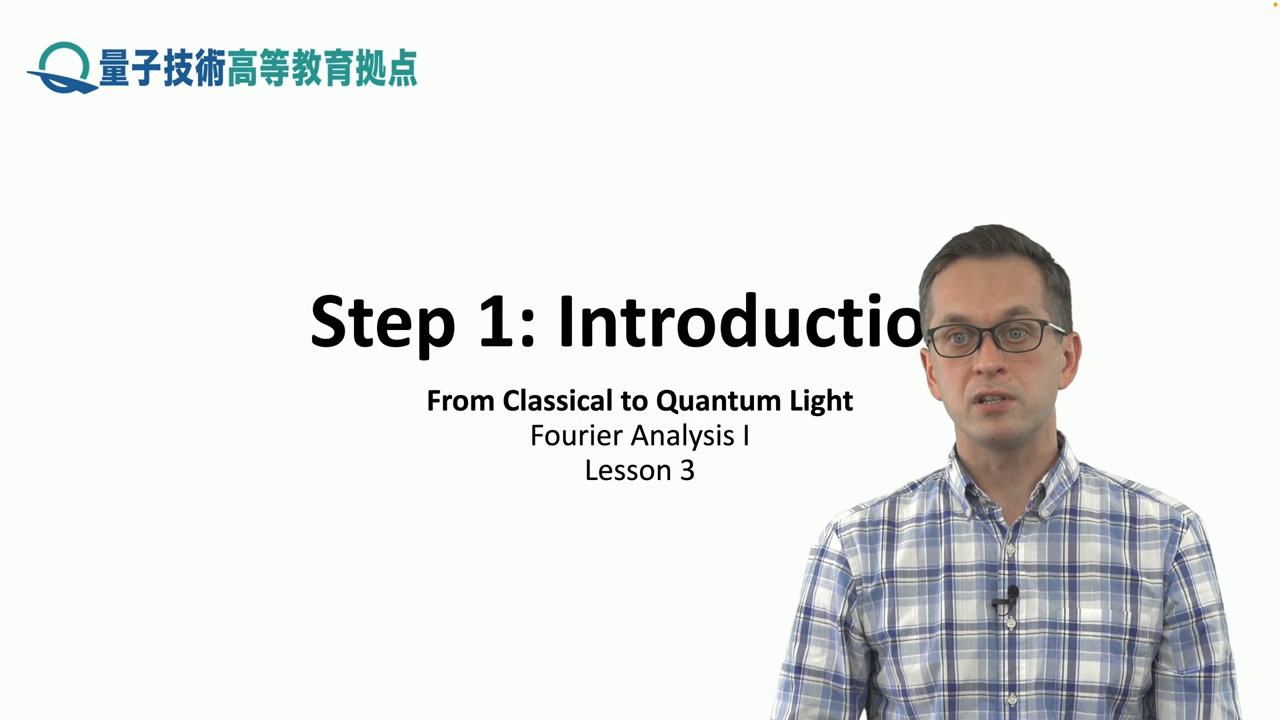 量子技術高等教育拠点
Step 1: Introductio
From Classical to Quantum Light
Fourier Analysis I
Lesson 3